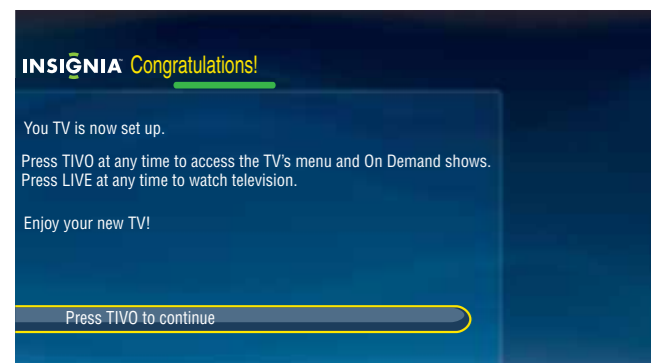 INSIGNIA Congratulations!
You TV is now set up.
Press TIVO at any time to access the TV's menu and On Demand shows.
Press LIVE at any time to watch television.
Enjoy your new TV!
Press TIVO to continue